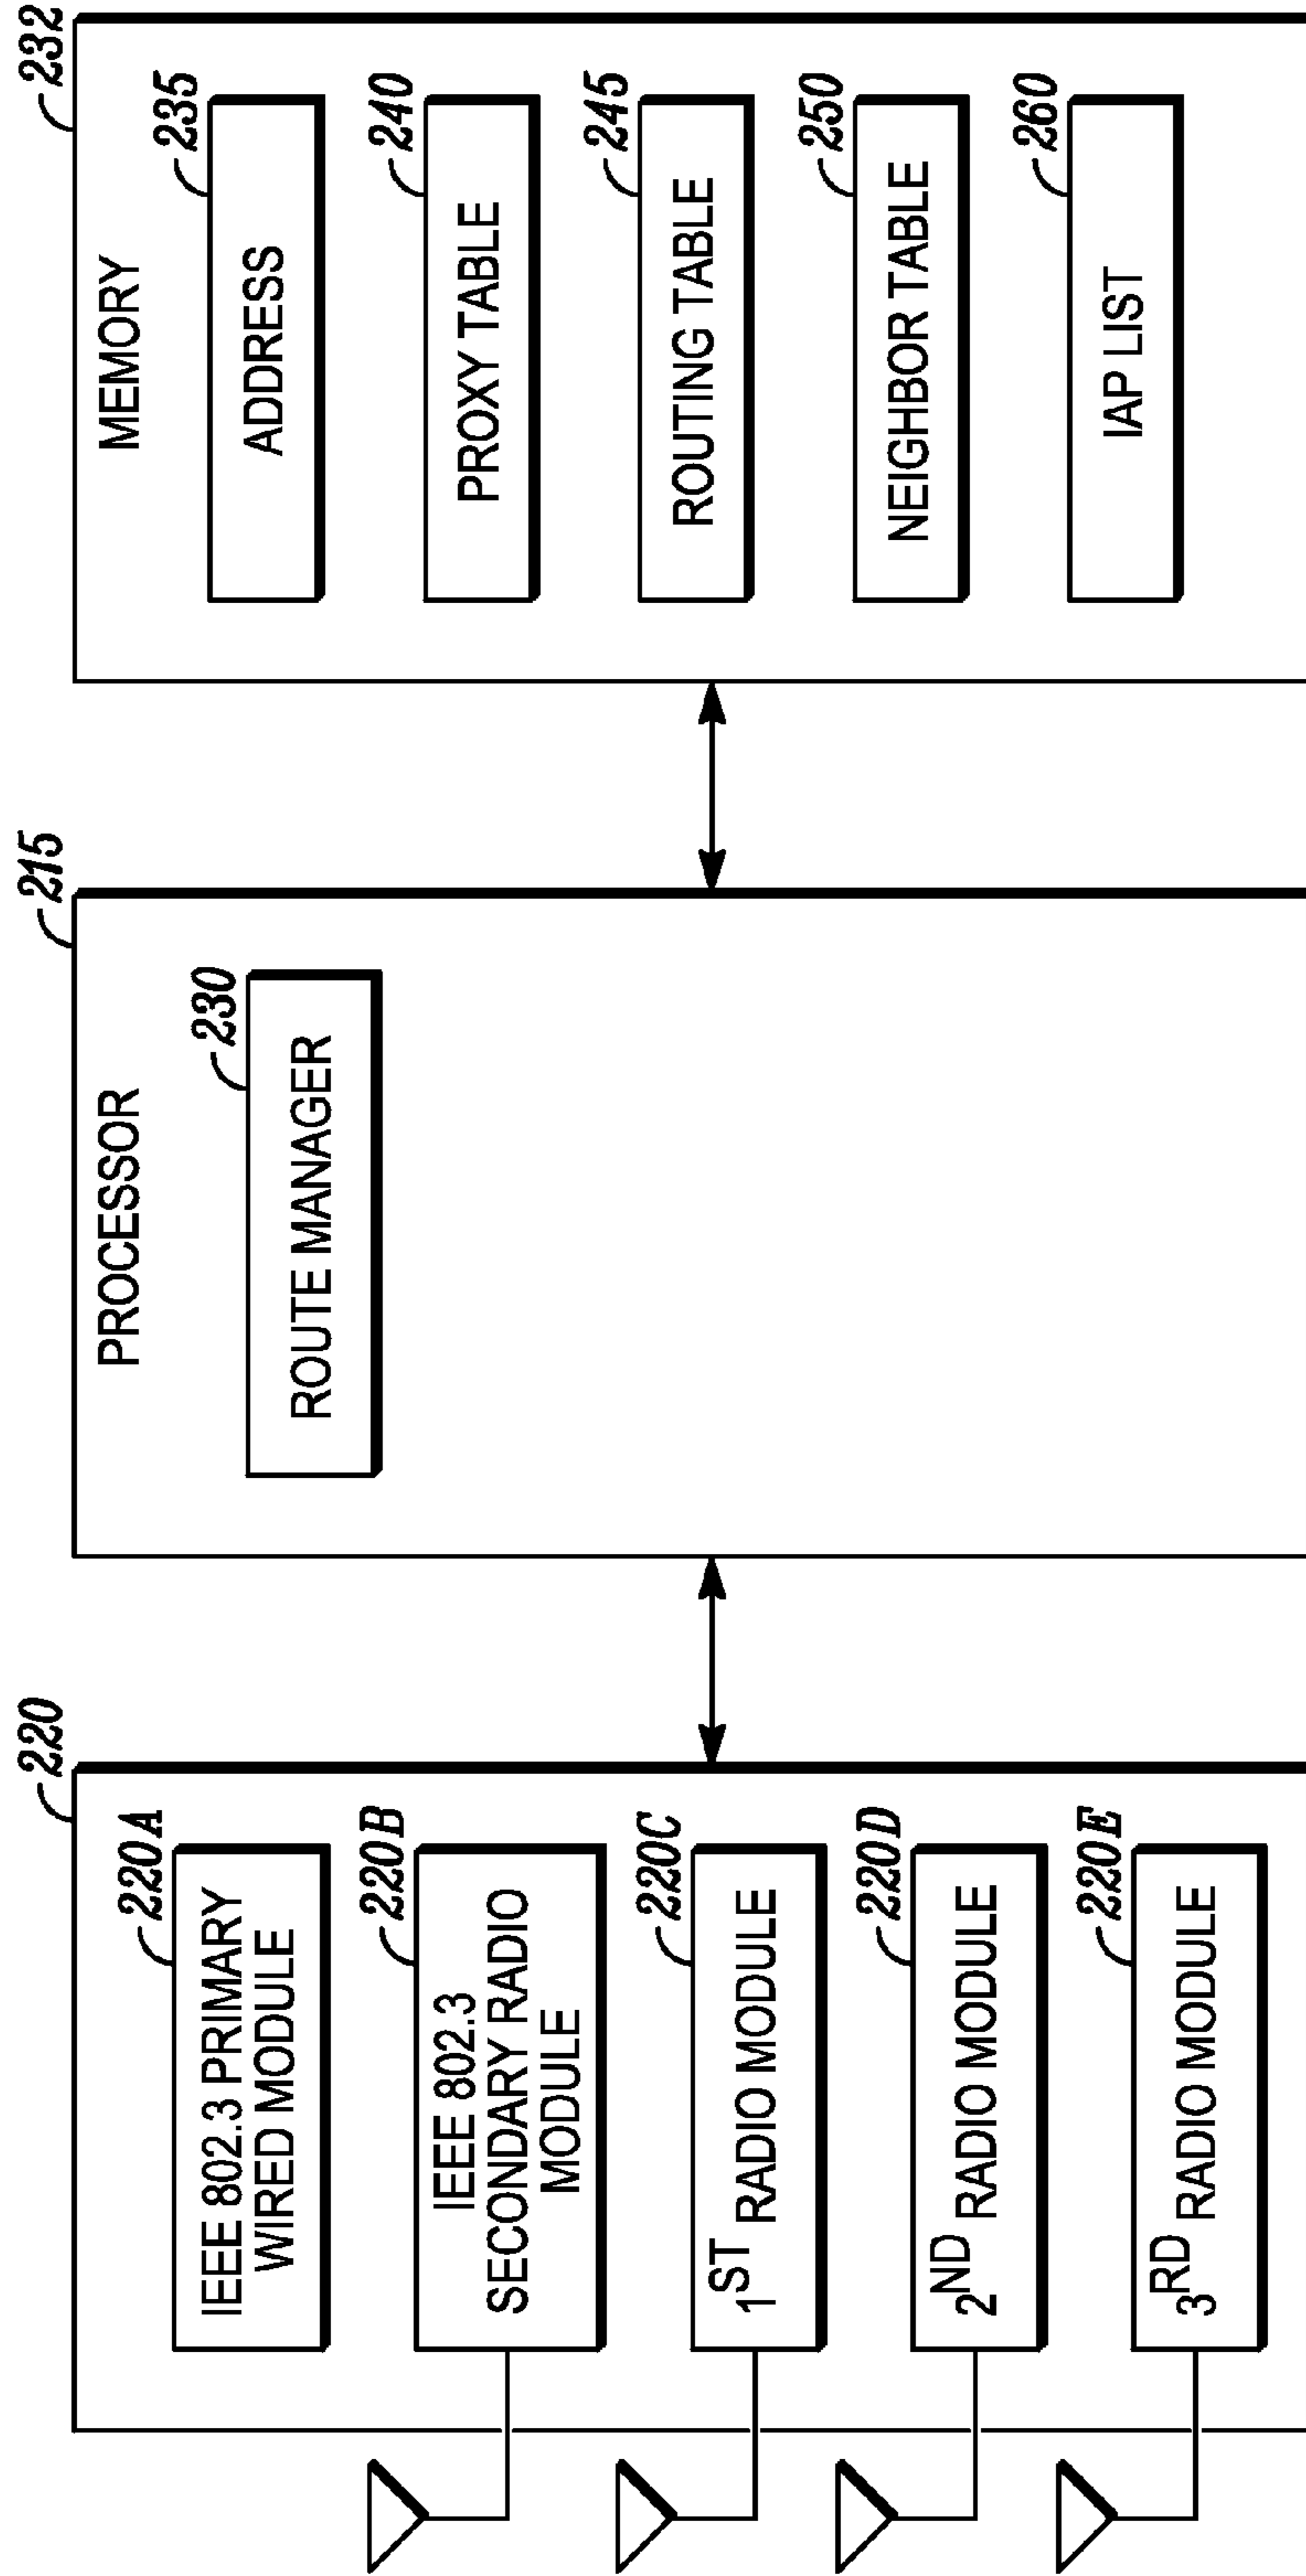 220
220A
IEEE 802.3 PRIMARY
WIRED MODULE
220B
IEEE 802.3
SECONDARY RADIO
MODULE
220C
1ST RADIO MODULE
220D
2ND RADIO MODULE
220E
3RD RADIO MODULE
215
PROCESSOR
230
ROUTE MANAGER
232
MEMORY
235
ADDRESS
240
PROXY TABLE
245
ROUTING TABLE
250
NEIGHBOR TABLE
260
IAP LIST